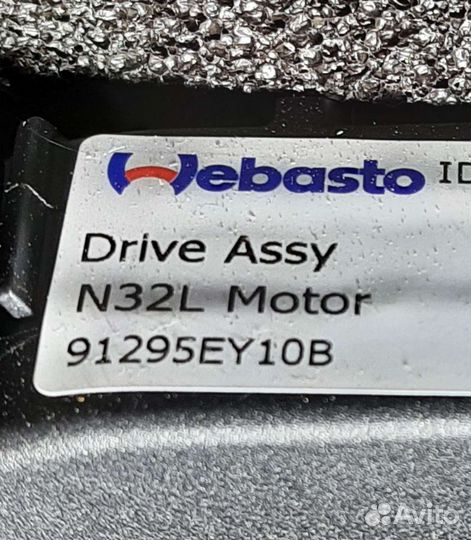 Webasto ID
Drive Assy
N32L Motor
91295EY10B
Avito